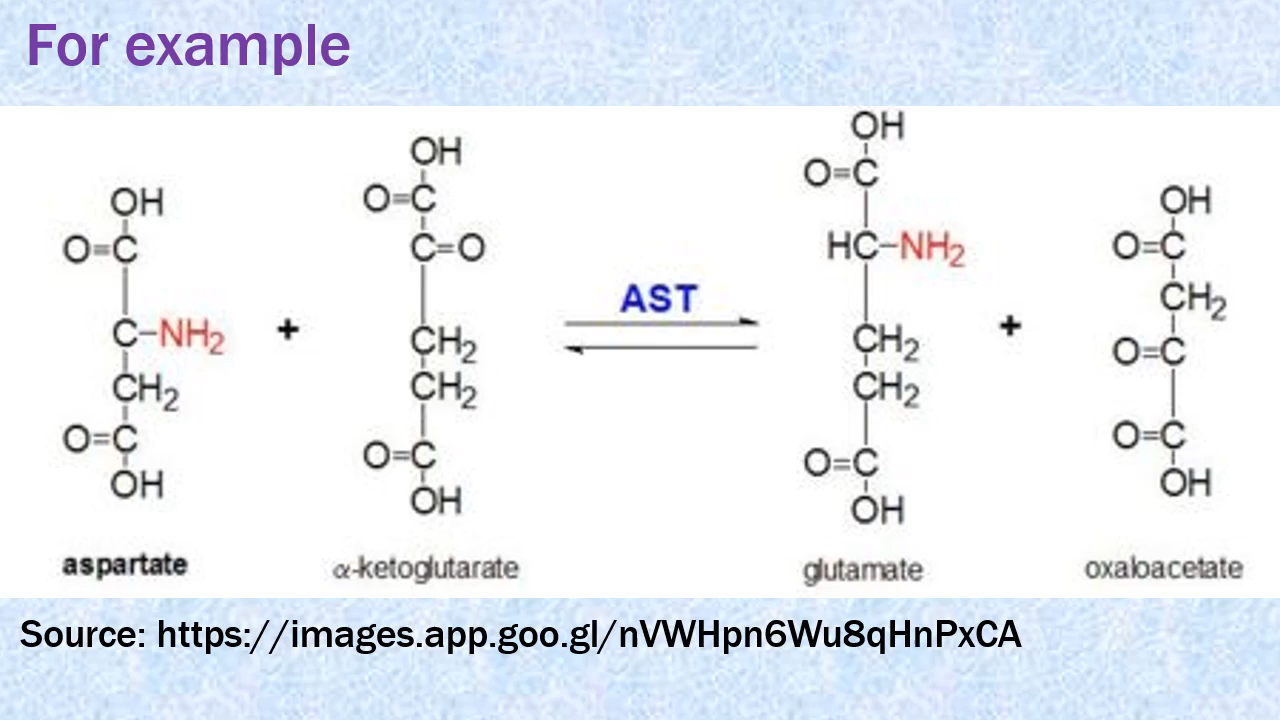 For example
OH
O=C
C-NH₂
CH₂
O=C
OH
aspartate
+
OH
O=C
C=O
CH₂
CH₂
O=C
OH
α-ketoglutarate
AST
OH
O=C
HC-NH₂
CH₂
CH₂
O=C
OH
glutamate
+
OH
O=C
CH₂
O=C
O=C
OH
oxaloacetate
Source: https://images.app.goo.gl/nVWHpn6Wu8qHnPxCA